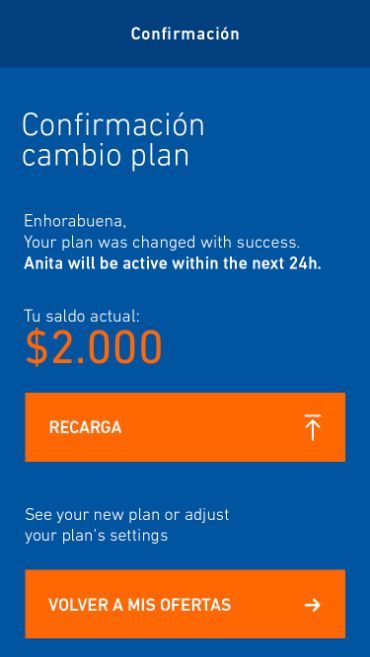 Confirmación
Confirmación
cambio plan
Enhorabuena,
Your plan was changed with success.
Anita will be active within the next 24h.
Tu saldo actual:
$2.000
RECARGA
See your new plan or adjust
your plan's settings
VOLVER A MIS OFERTAS